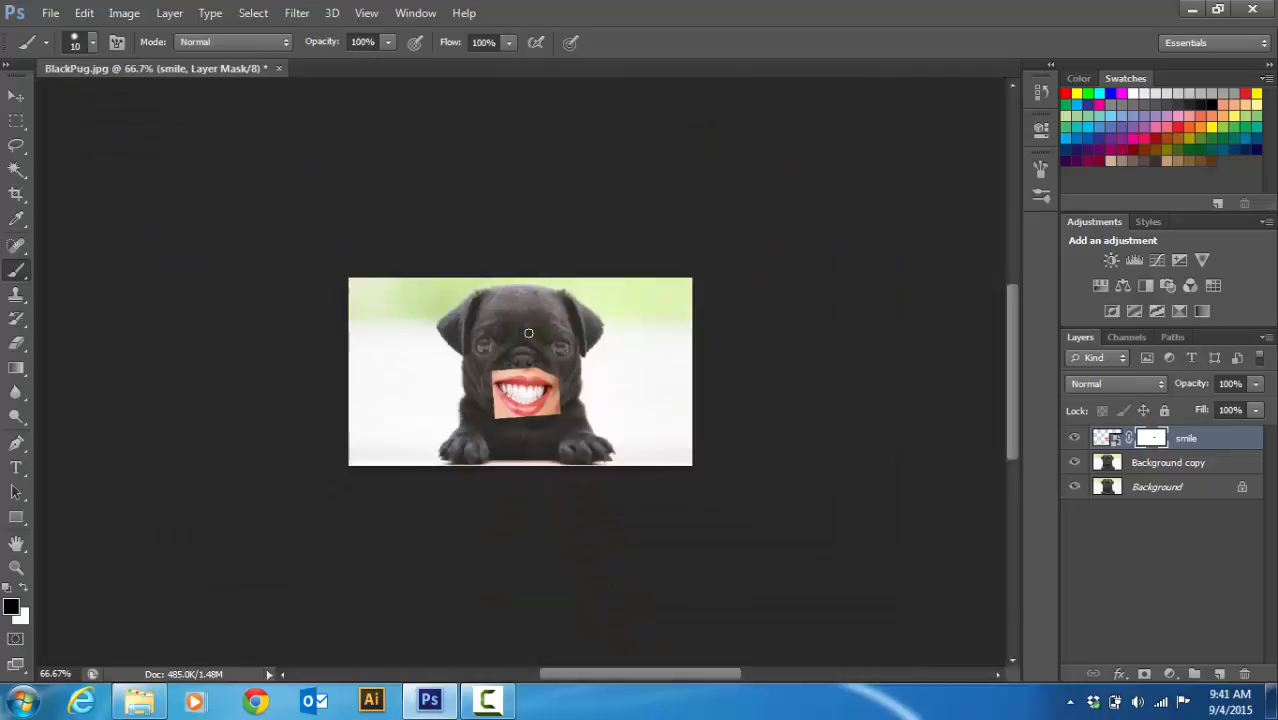 Ps File Edit Image Layer Type Select Filter 3D View Window Help
10 Mode: Normal Opacity: 100% Flow: 100% Essentials
BlackPug.jpg @ 66.7% (smile, Layer Mask/8) * ×
Color Swatches
Adjustments Styles
Add an adjustment
Layers Channels Paths
Kind
Normal Opacity: 100%
Lock: Fill: 100%
smile
Background copy
Background
66.67% Doc: 485.0K/1.48M
Ai Ps C
9:41 AM
9/4/2015